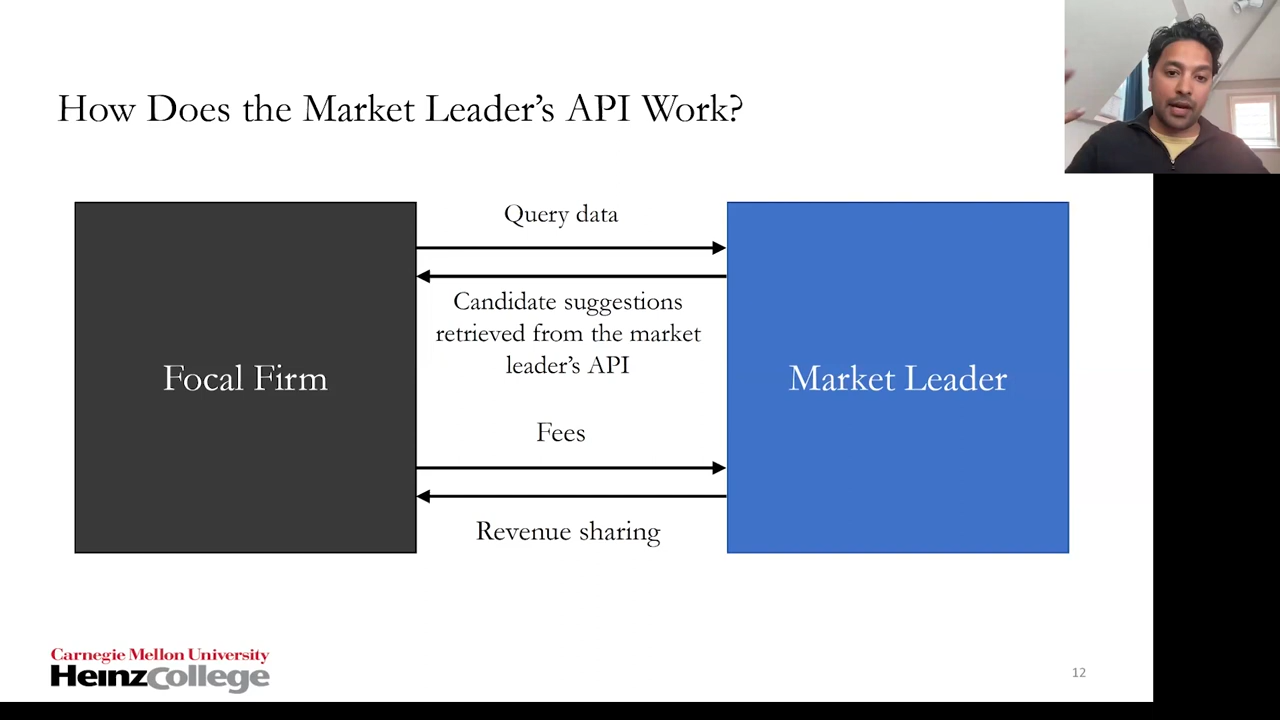 How Does the Market Leader’s API Work?
Query data
Candidate suggestions
retrieved from the market
leader’s API
Focal Firm
Market Leader
Fees
Revenue sharing
Carnegie Mellon University
HeinzCollege
12